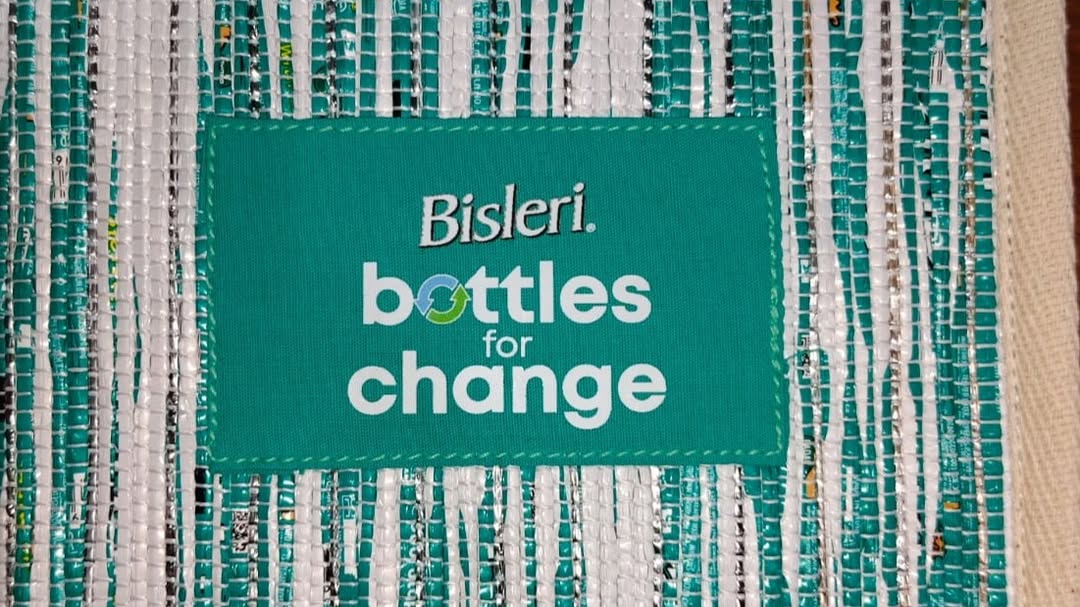 Bisleri
bottles
for
change